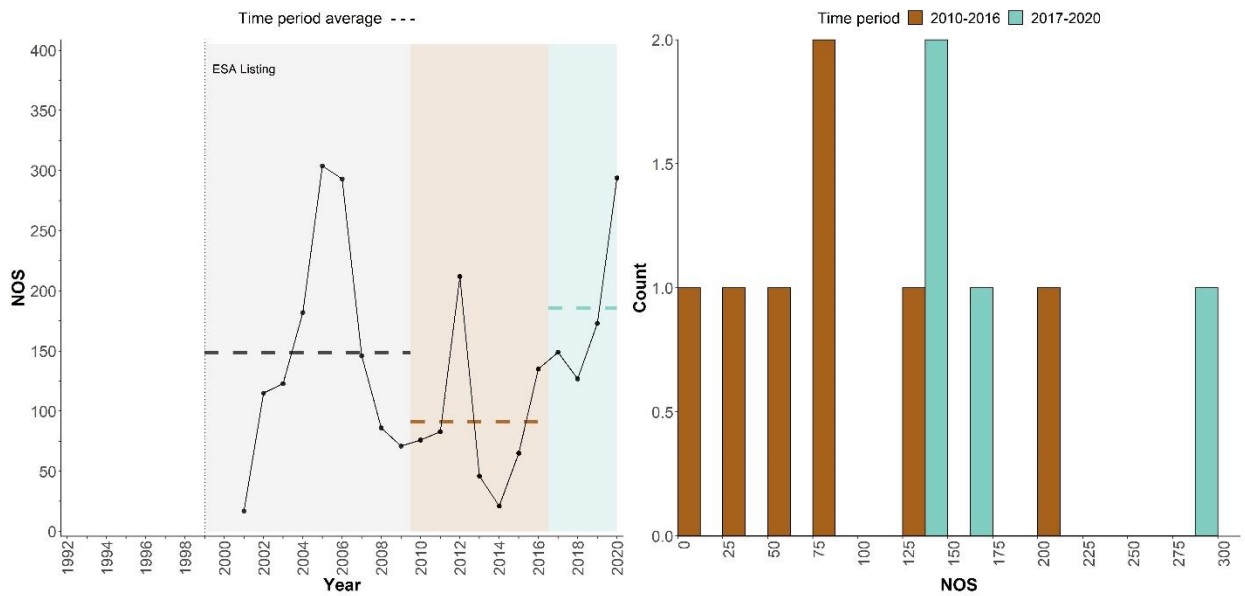 Time period average ---
400
350
300
250
200
150
100
50
0
NOS
ESA Listing
1992 1994 1996 1998 2000 2002 2004 2006 2008 2010 2012 2014 2016 2018 2020
Year
Time period 2010-2016 2017-2020
2.0
1.5
1.0
0.5
0.0
Count
0 25 50 75 100 125 150 175 200 225 250 275 300
NOS